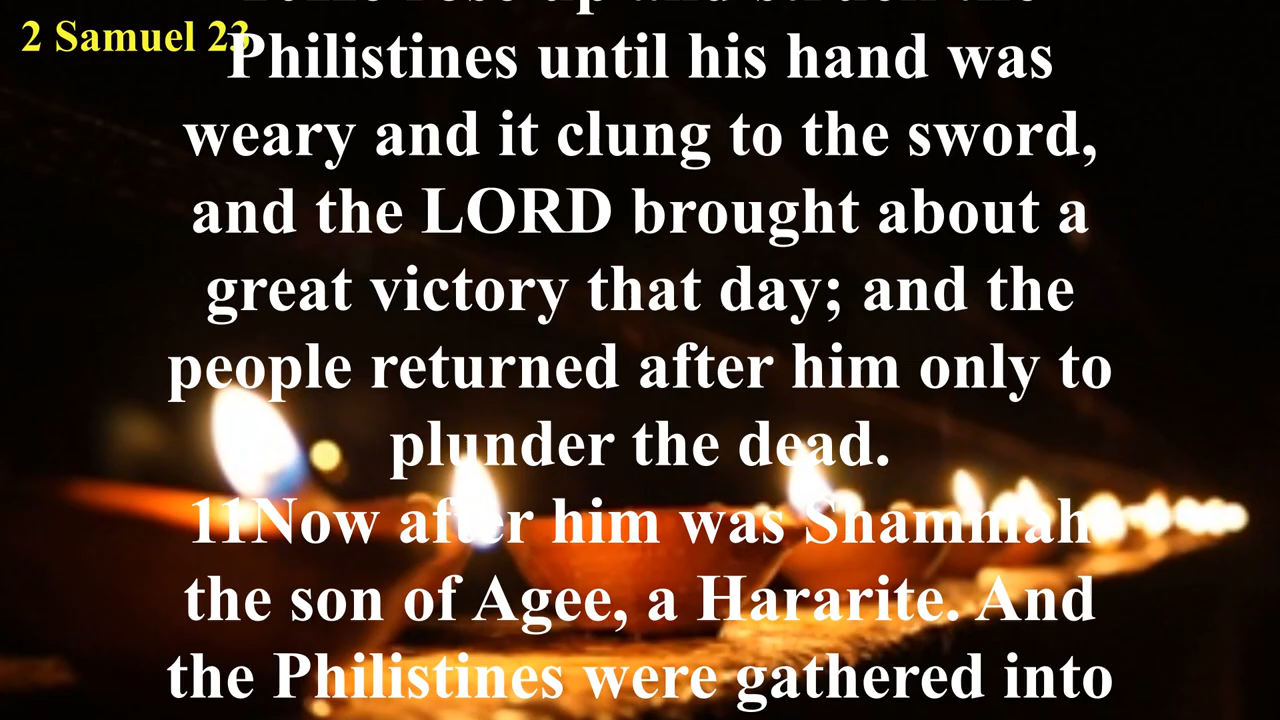 2 Samuel 23
Philistines until his hand was
weary and it clung to the sword,
and the LORD brought about a
great victory that day; and the
people returned after him only to
plunder the dead.
11Now after him was Shammah
the son of Agee, a Hararite. And
the Philistines were gathered into